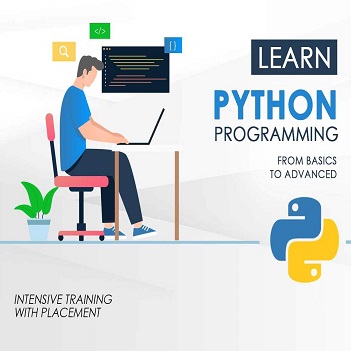 LEARN
PYTHON
PROGRAMMING
FROM BASICS
TO ADVANCED
</>
{ }
INTENSIVE TRAINING
WITH PLACEMENT